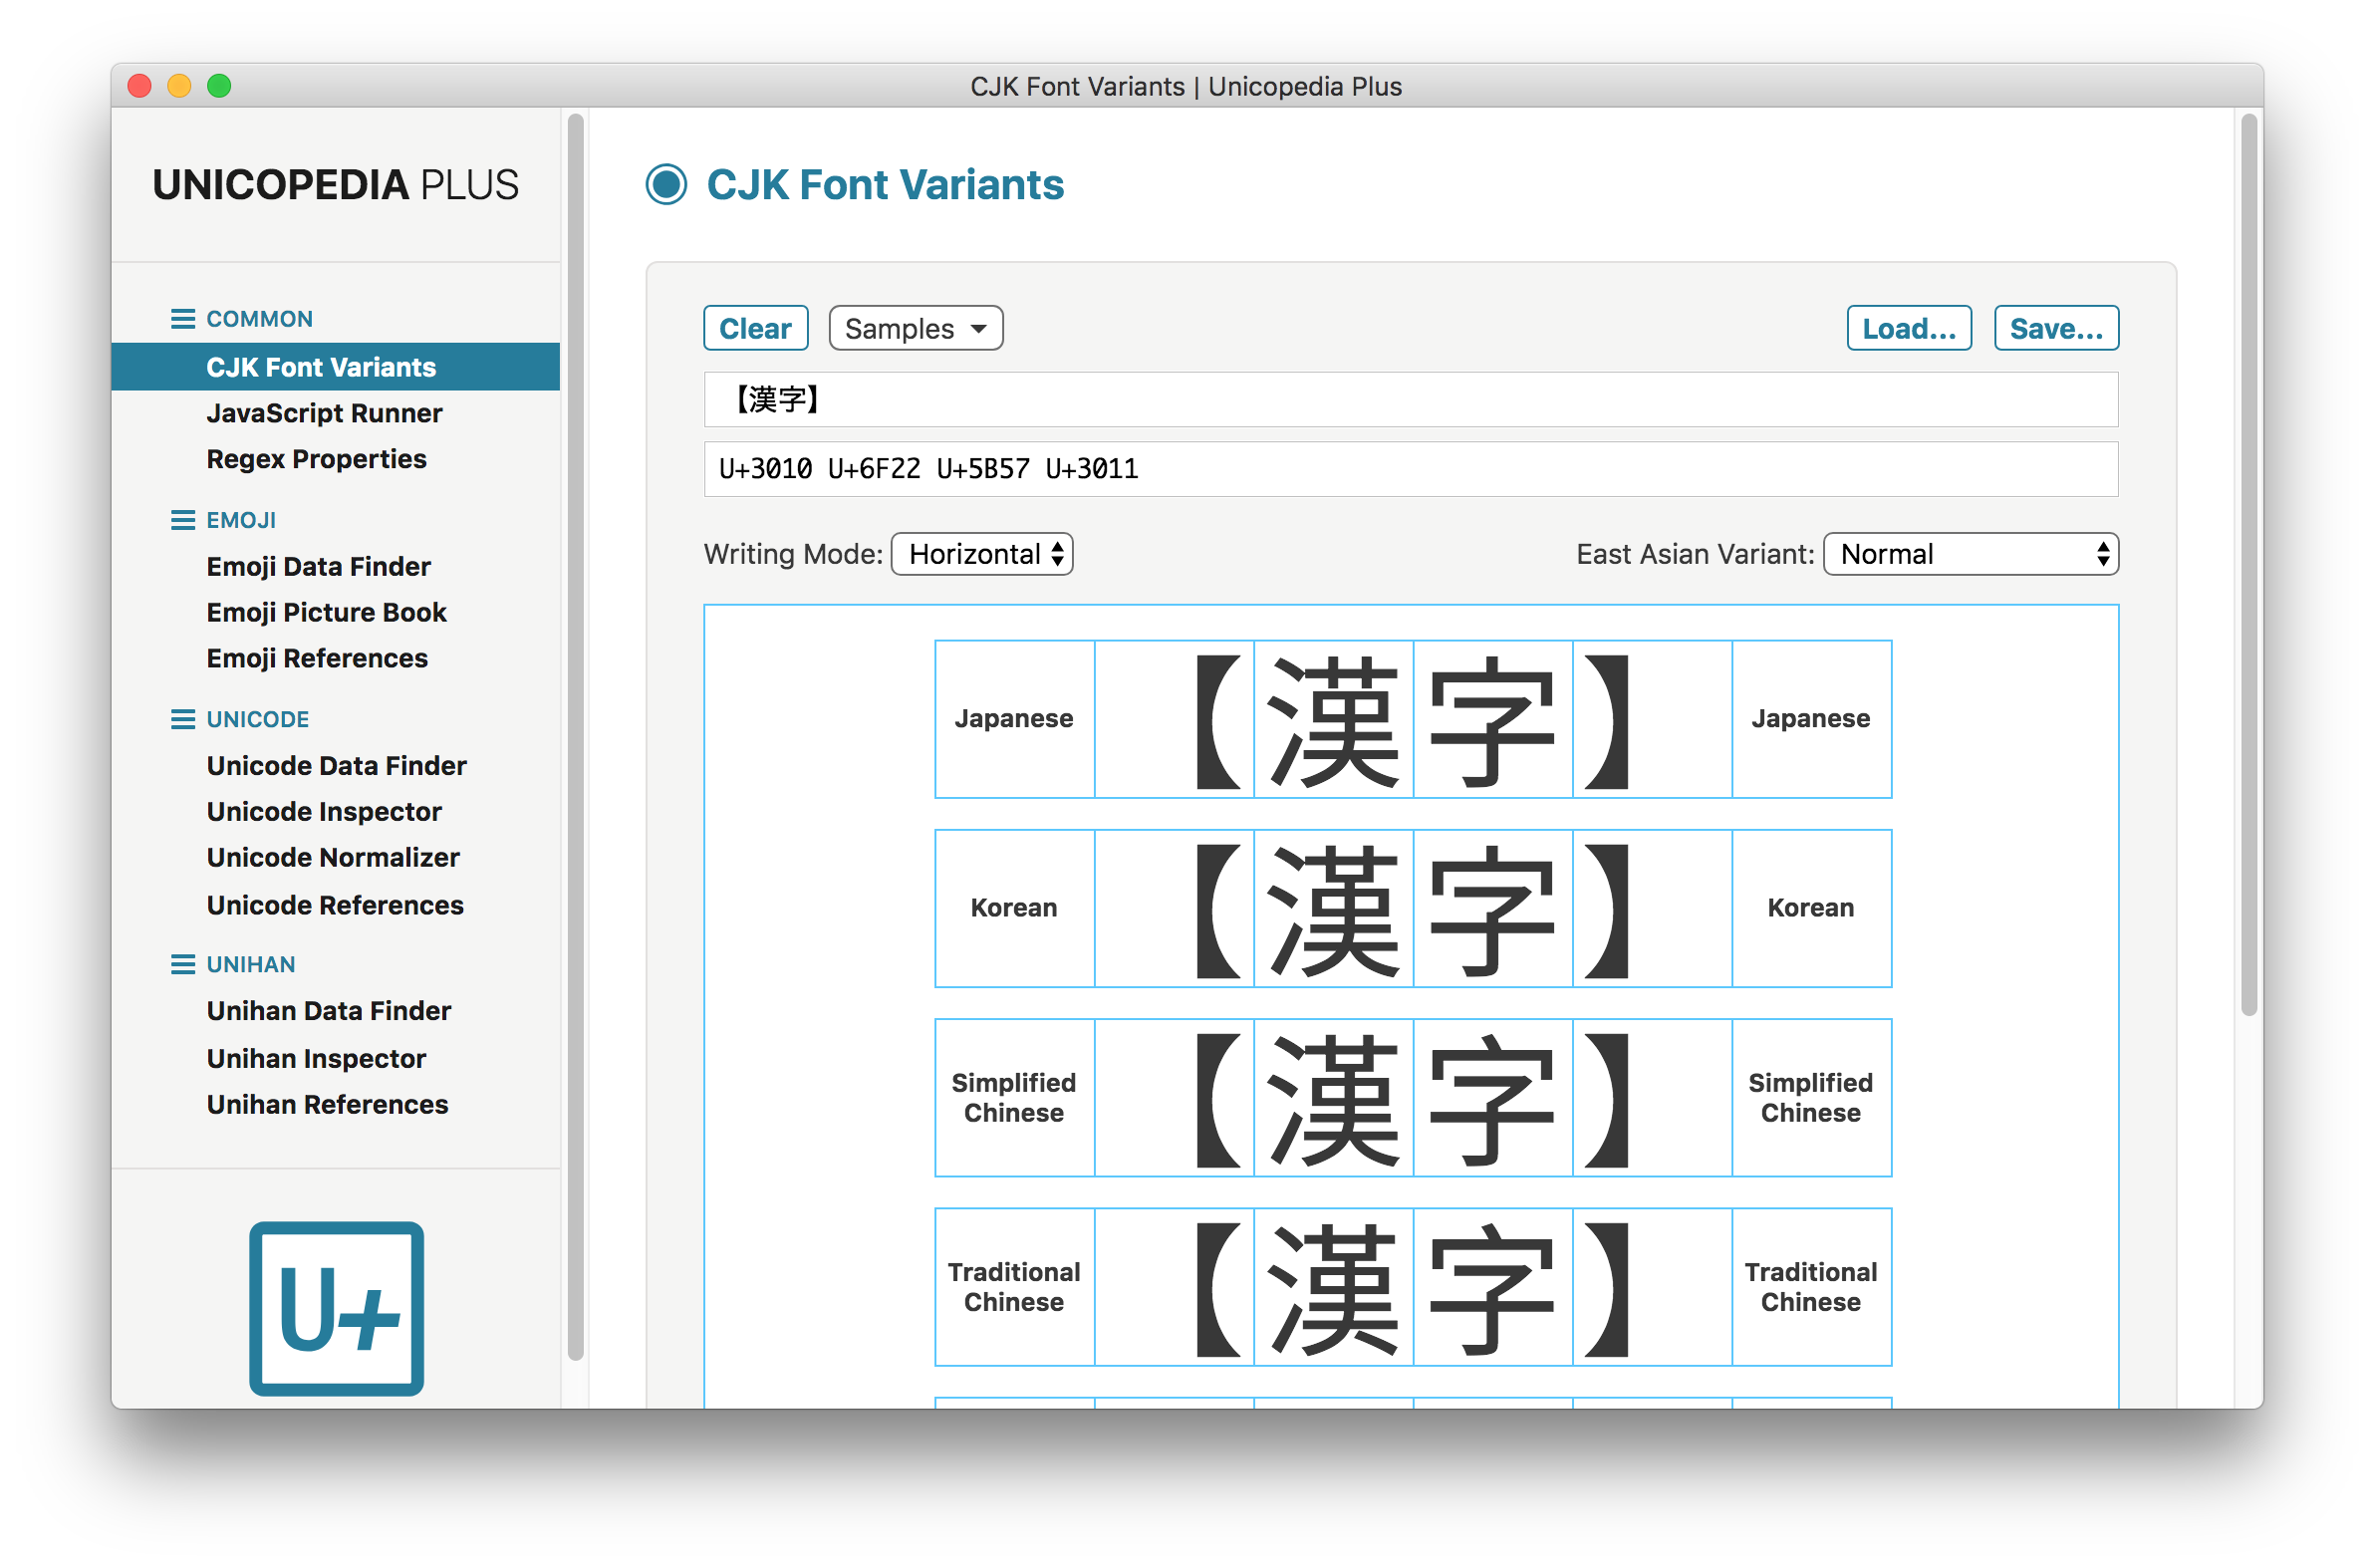 CJK Font Variants | Unicopedia Plus
UNICOPEDIA PLUS
COMMON
CJK Font Variants
JavaScript Runner
Regex Properties
EMOJI
Emoji Data Finder
Emoji Picture Book
Emoji References
UNICODE
Unicode Data Finder
Unicode Inspector
Unicode Normalizer
Unicode References
UNIHAN
Unihan Data Finder
Unihan Inspector
Unihan References
U+
CJK Font Variants
Clear Samples Load... Save...
【漢字】
U+3010 U+6F22 U+5B57 U+3011
Writing Mode: Horizontal East Asian Variant: Normal
Japanese 【漢字】 Japanese
Korean 【漢字】 Korean
Simplified Chinese 【漢字】 Simplified Chinese
Traditional Chinese 【漢字】 Traditional Chinese